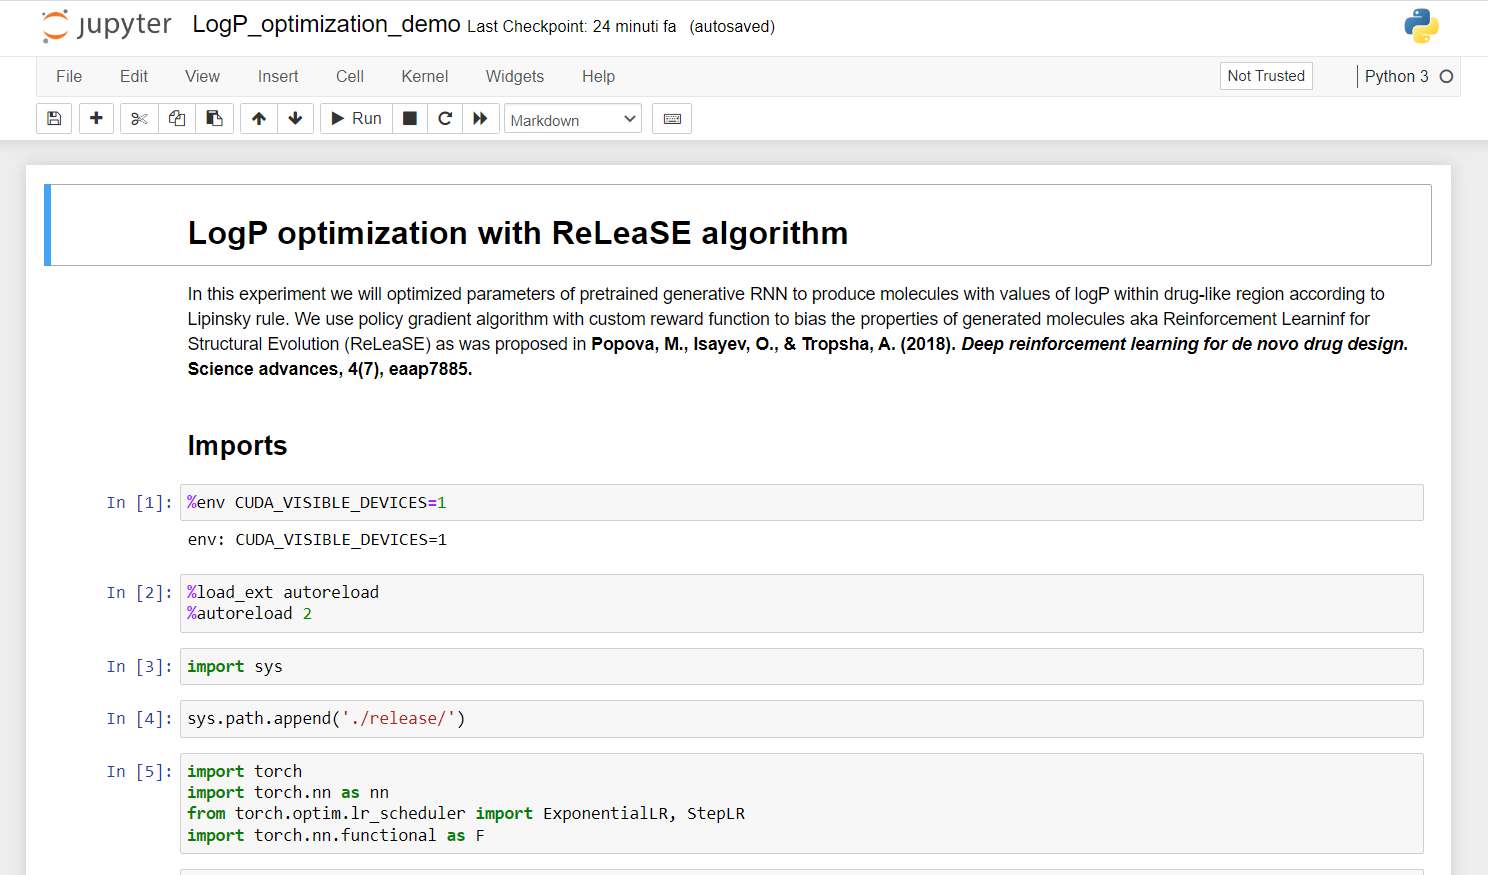 jupyter LogP_optimization_demo Last Checkpoint: 24 minuti fa (autosaved)
File Edit View Insert Cell Kernel Widgets Help Not Trusted Python 3
Run Markdown
LogP optimization with ReLeaSE algorithm
In this experiment we will optimized parameters of pretrained generative RNN to produce molecules with values of logP within drug-like region according to
Lipinsky rule. We use policy gradient algorithm with custom reward function to bias the properties of generated molecules aka Reinforcement Learninf for
Structural Evolution (ReLeaSE) as was proposed in Popova, M., Isayev, O., & Tropsha, A. (2018). Deep reinforcement learning for de novo drug design.
Science advances, 4(7), eaap7885.
Imports
In [1]: %env CUDA_VISIBLE_DEVICES=1
env: CUDA_VISIBLE_DEVICES=1
In [2]: %load_ext autoreload
%autoreload 2
In [3]: import sys
In [4]: sys.path.append('./release/')
In [5]: import torch
import torch.nn as nn
from torch.optim.lr_scheduler import ExponentialLR, StepLR
import torch.nn.functional as F